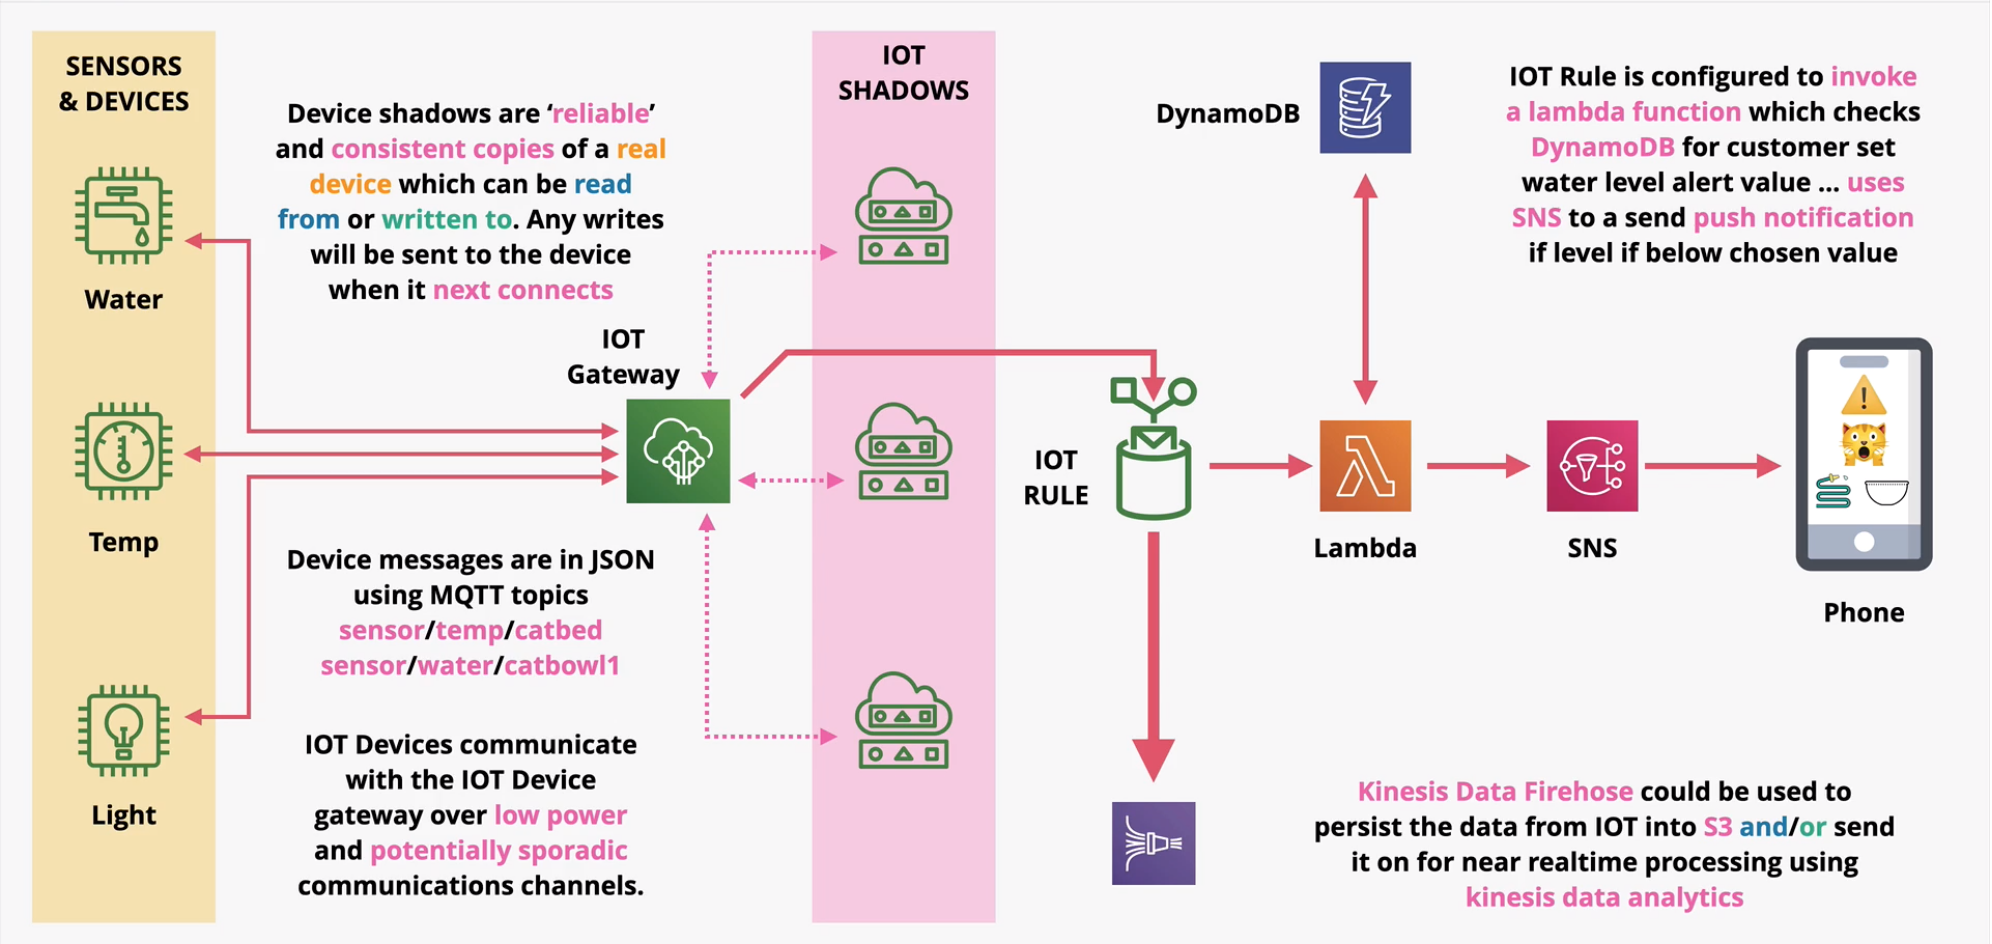 SENSORS
& DEVICES
Water
Temp
Light
Device shadows are ‘reliable’
and consistent copies of a real
device which can be read
from or written to. Any writes
will be sent to the device
when it next connects
IOT
Gateway
Device messages are in JSON
using MQTT topics
sensor/temp/catbed
sensor/water/catbowl1
IOT Devices communicate
with the IOT Device
gateway over low power
and potentially sporadic
communications channels.
IOT
SHADOWS
DynamoDB
IOT Rule is configured to invoke
a lambda function which checks
DynamoDB for customer set
water level alert value ... uses
SNS to a send push notification
if level if below chosen value
IOT
RULE
Lambda
SNS
Phone
Kinesis Data Firehose could be used to
persist the data from IOT into S3 and/or send
it on for near realtime processing using
kinesis data analytics